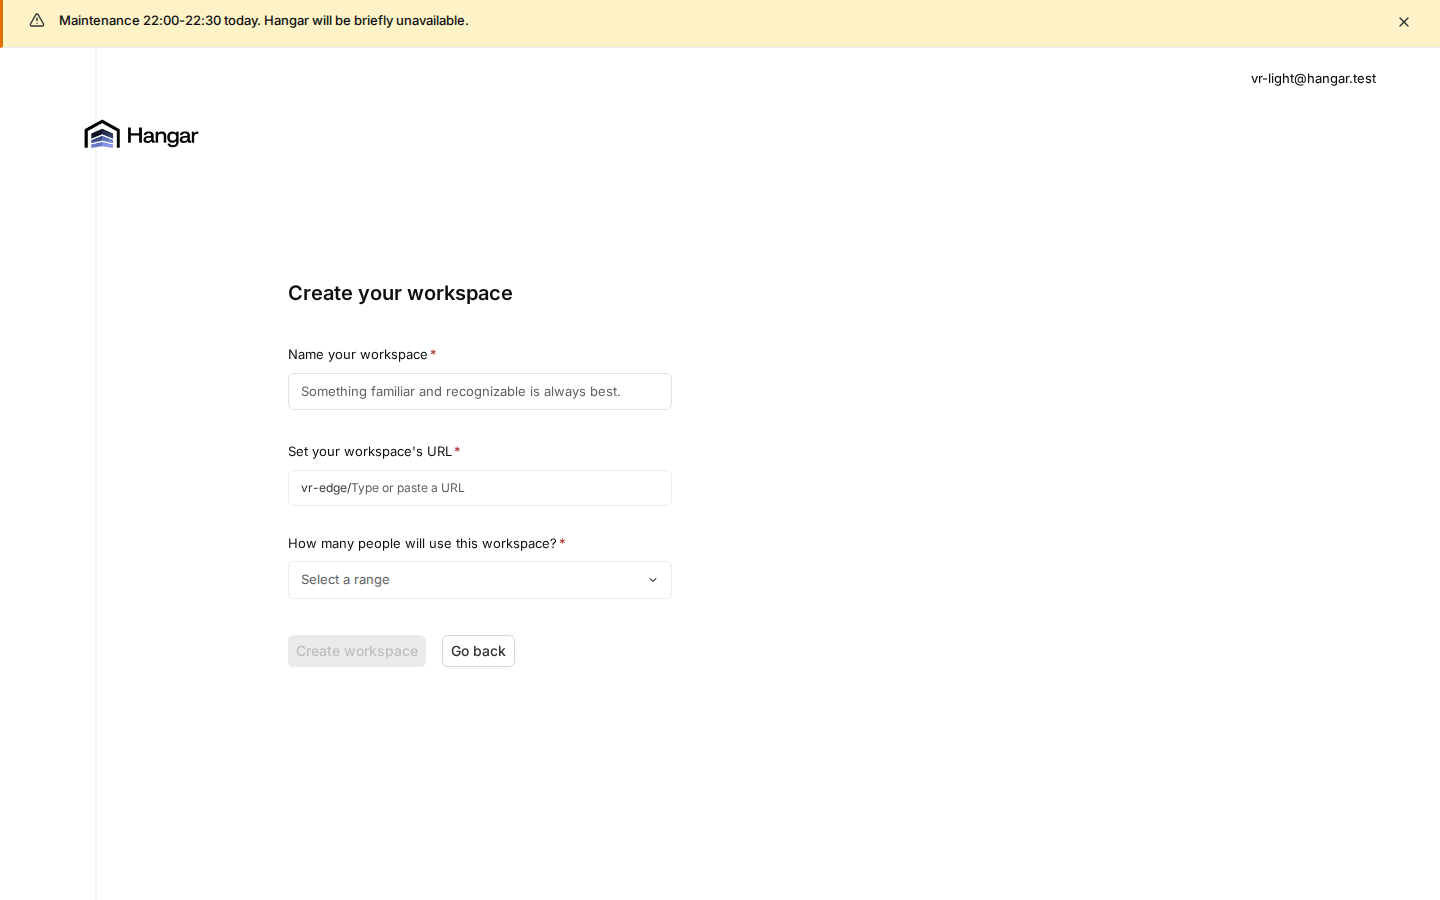 Maintenance 22:00-22:30 today. Hangar will be briefly unavailable.
vr-light@hangar.test
Hangar
Create your workspace
Name your workspace*
Something familiar and recognizable is always best.
Set your workspace's URL*
vr-edge/Type or paste a URL
How many people will use this workspace?*
Select a range
Create workspace
Go back